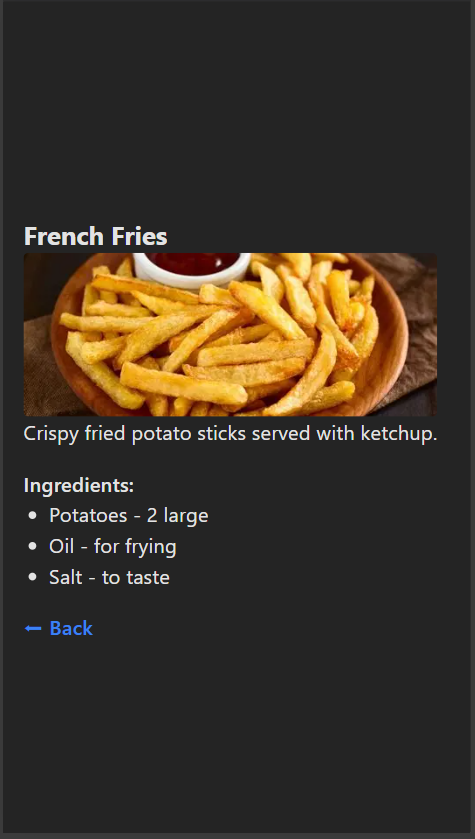 French Fries
Crispy fried potato sticks served with ketchup.
Ingredients:
• Potatoes - 2 large
• Oil - for frying
• Salt - to taste
← Back